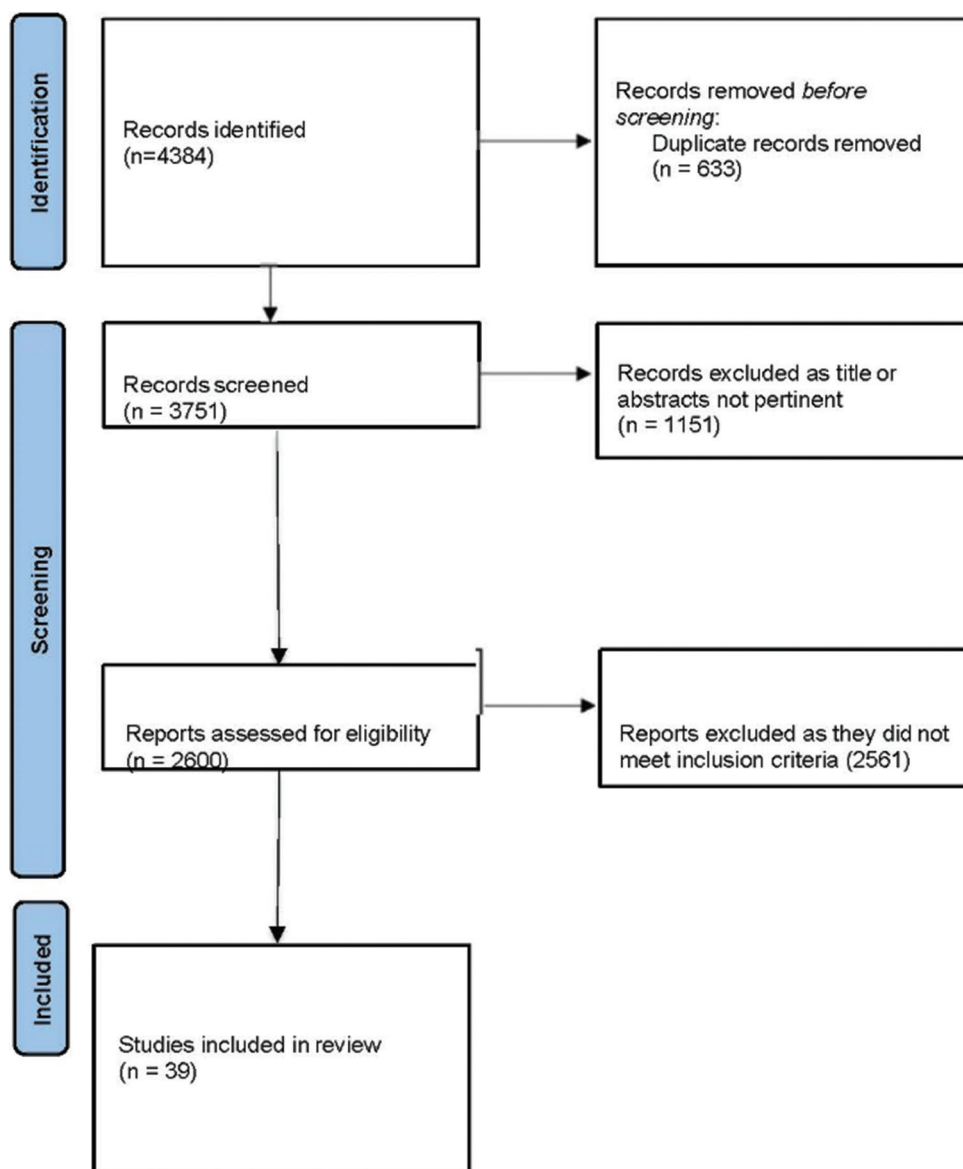 Identification
Records identified
(n=4384)
Records removed before
screening:
Duplicate records removed
(n = 633)
Screening
Records screened
(n = 3751)
Records excluded as title or
abstracts not pertinent
(n = 1151)
Reports assessed for eligibility
(n = 2600)
Reports excluded as they did not
meet inclusion criteria (2561)
Included
Studies included in review
(n = 39)